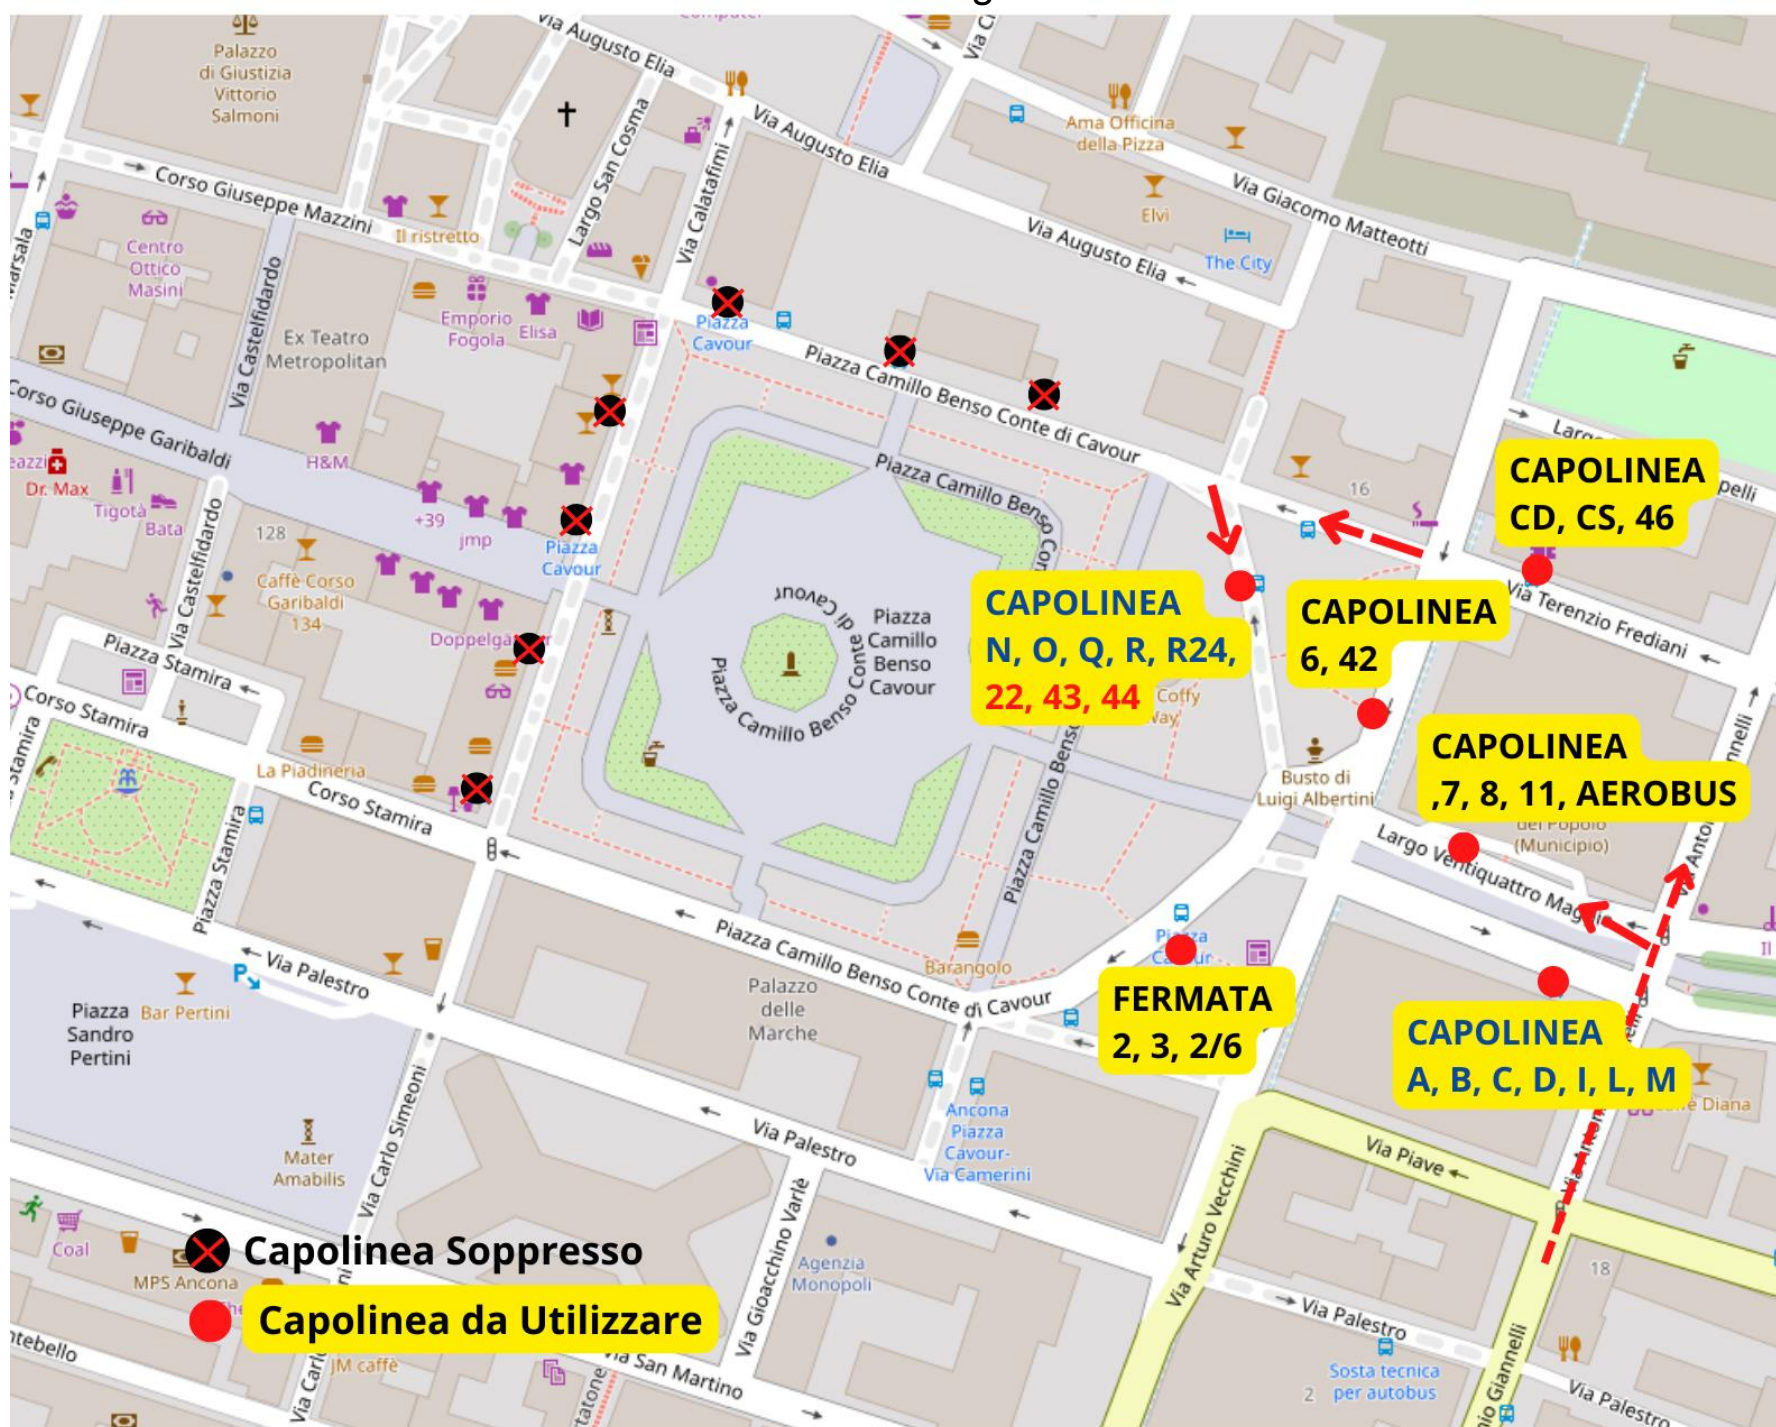 Via Augusto Elia
Palazzo
di Giustizia
Vittorio
Salmoni
Ama Officina
della Pizza
Via Augusto Elia
Via Calatafimi
Largo San Cosma
Corso Giuseppe Mazzini
Il ristretto
Elvì
Via Giacomo Matteotti
Via Augusto Elia
The City
Centro
Ottico
Masini
Marsala
Via Castelfidardo
Ex Teatro
Metropolitan
Emporio
Fogola
Elisa
Piazza
Cavour
Piazza Camillo Benso Conte di Cavour
Corso Giuseppe Garibaldi
Dr. Max
Tigotà
Bata
H&M
+39
jmp
Piazza
Cavour
128
16
Caffè Corso
Garibaldi
134
Via Castelfidardo
Piazza Camillo Benso Con
CAPOLINEA
CD, CS, 46
CAPOLINEA
N, O, Q, R, R24,
22, 43, 44
CAPOLINEA
6, 42
Via Terenzio Frediani
Piazza Camillo Benso Conte di Cavour
Piazza
Camillo
Benso
Cavour
Coffy
Piazza Stamira
Corso Stamira
La Piadineria
Corso Stamira
Piazza Stamira
Busto di
Luigi Albertini
CAPOLINEA
,7, 8, 11, AEROBUS
del Popolo
(Municipio)
Piazza Camillo Benso
Piazza Camillo Benso Conte di Cavour
Barangolo
Palazzo
delle
Marche
FERMATA
2, 3, 2/6
CAPOLINEA
A, B, C, D, I, L, M
Via Palestro
Piazza
Sandro
Pertini
Bar Pertini
Via Carlo Simeoni
Mater
Amabilis
Via Palestro
Ancona
Piazza
Cavour-
Via Camerini
Via Piave
Via Arturo Vecchini
Via Gioacchino Varlè
Agenzia
Monopoli
18
Coal
MPS Ancona
Capolinea Soppresso
Capolinea da Utilizzare
JM caffè
Via San Martino
Via Palestro
Sosta tecnica
per autobus
2
Via Palestro